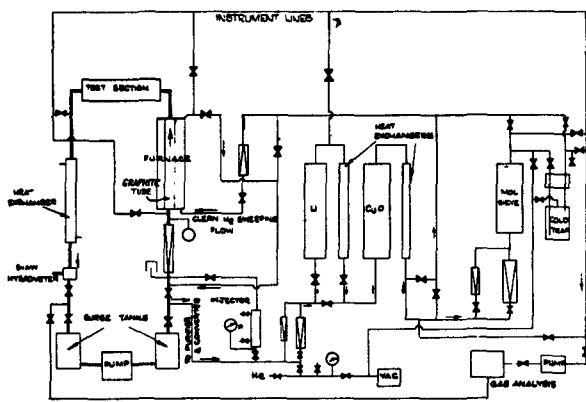 INSTRUMENT LINES
TEST SECTION
FURNACE
GRAPHITE
TUBE
HEAT
EXCHANGER
CLEAN He SWEEPING
FLOW
SHAW
HYGROMETER
SURGE TANKS
PUMP
INJECTOR
He
VAC
HEAT
EXCHANGERS
CuO
MOL
SIEVE
COLD
TRAP
PUMP
GAS ANALYSIS